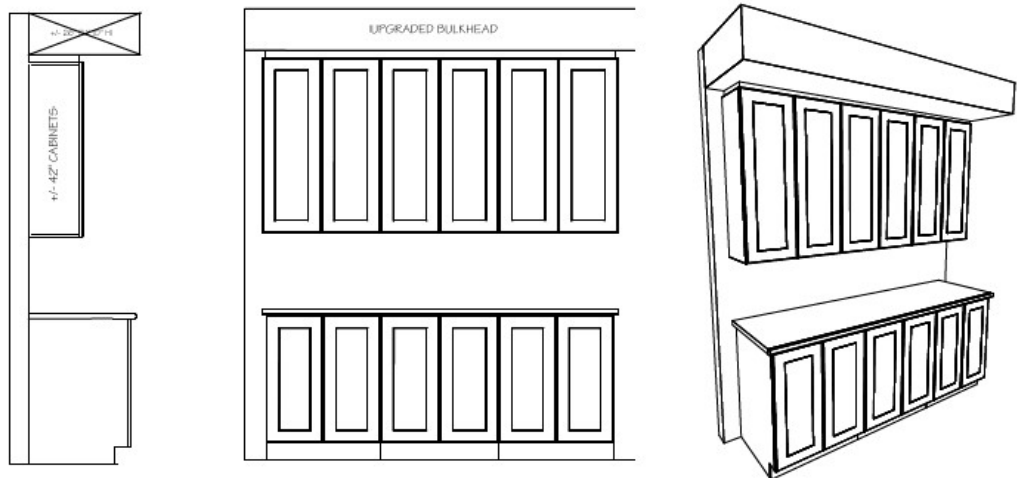 +/-
UPGRADED BULKHEAD
+/- 42" CABINETS